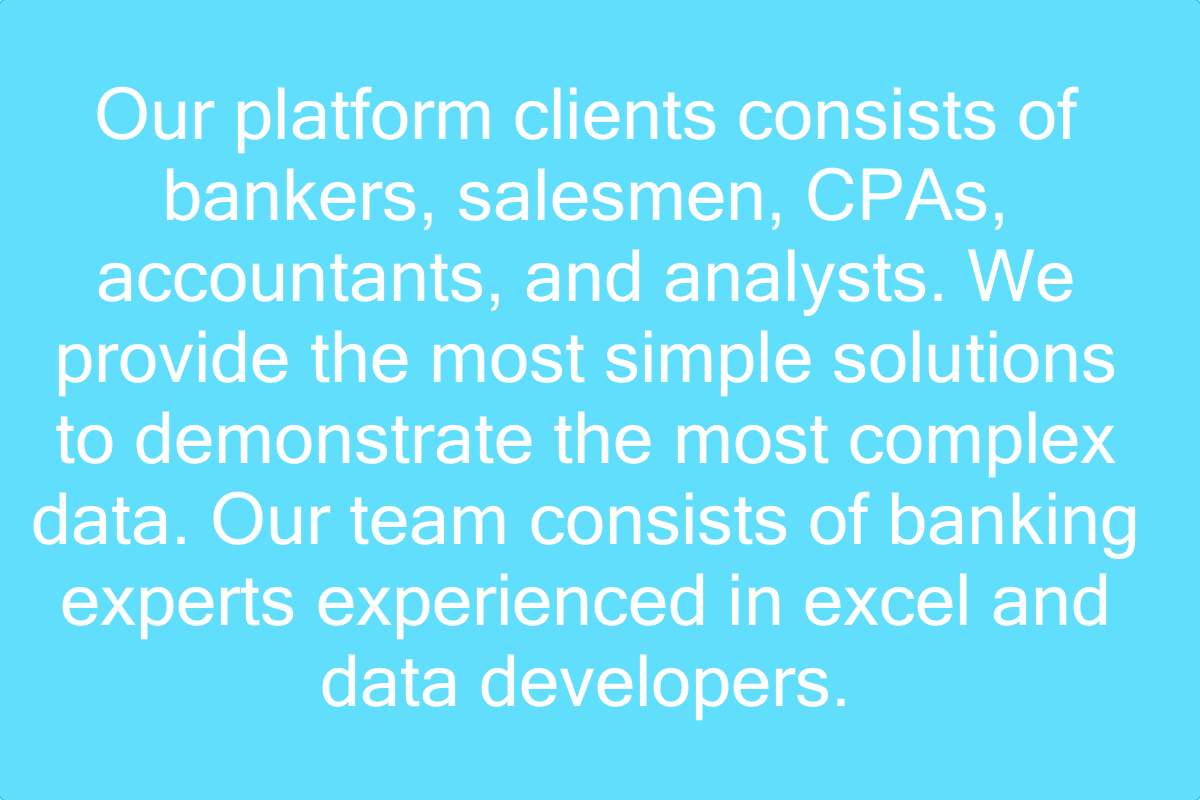 Our platform clients consists of
bankers, salesmen, CPAs,
accountants, and analysts. We
provide the most simple solutions
to demonstrate the most complex
data. Our team consists of banking
experts experienced in excel and
data developers.